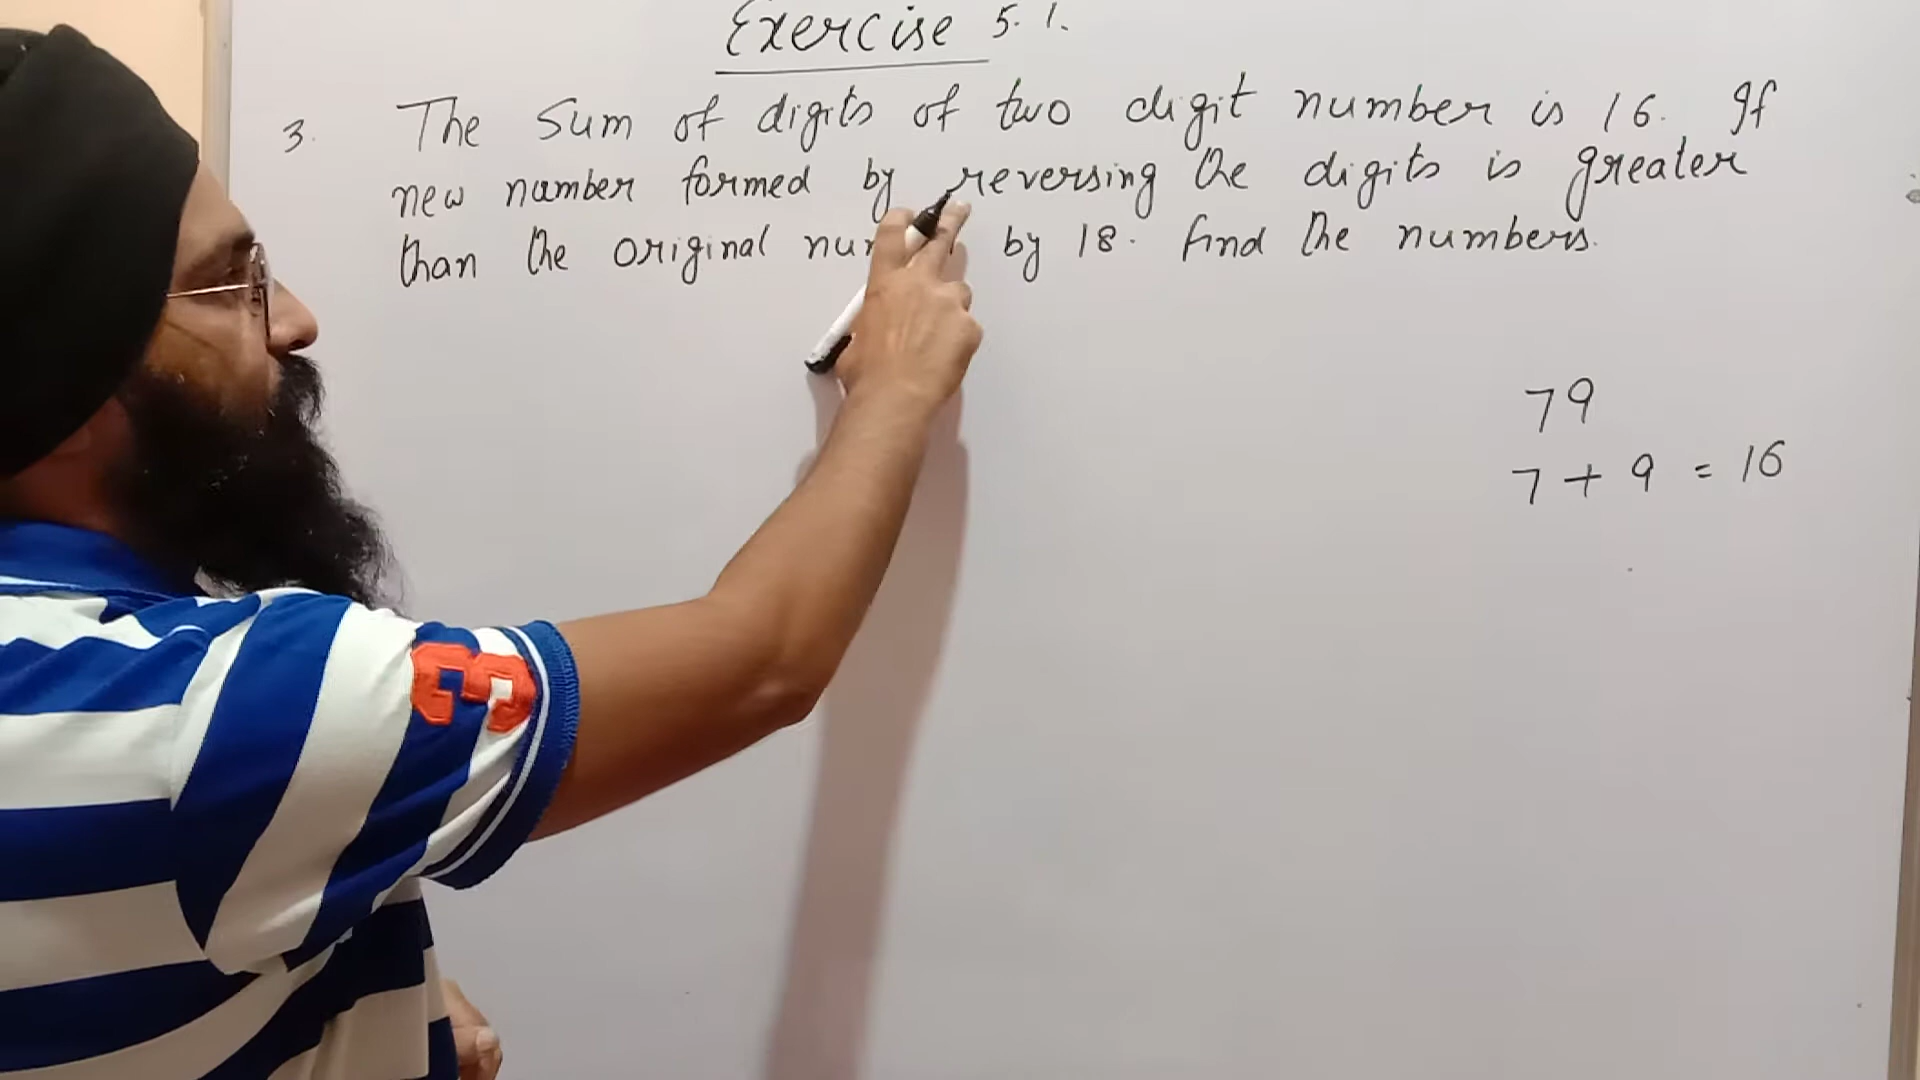 Exercise 5.1.
3. The Sum of digits of two digit number is 16. If
new number formed by reversing the digits is greater
than the original by 18. find the numbers.
79
7 + 9 = 16